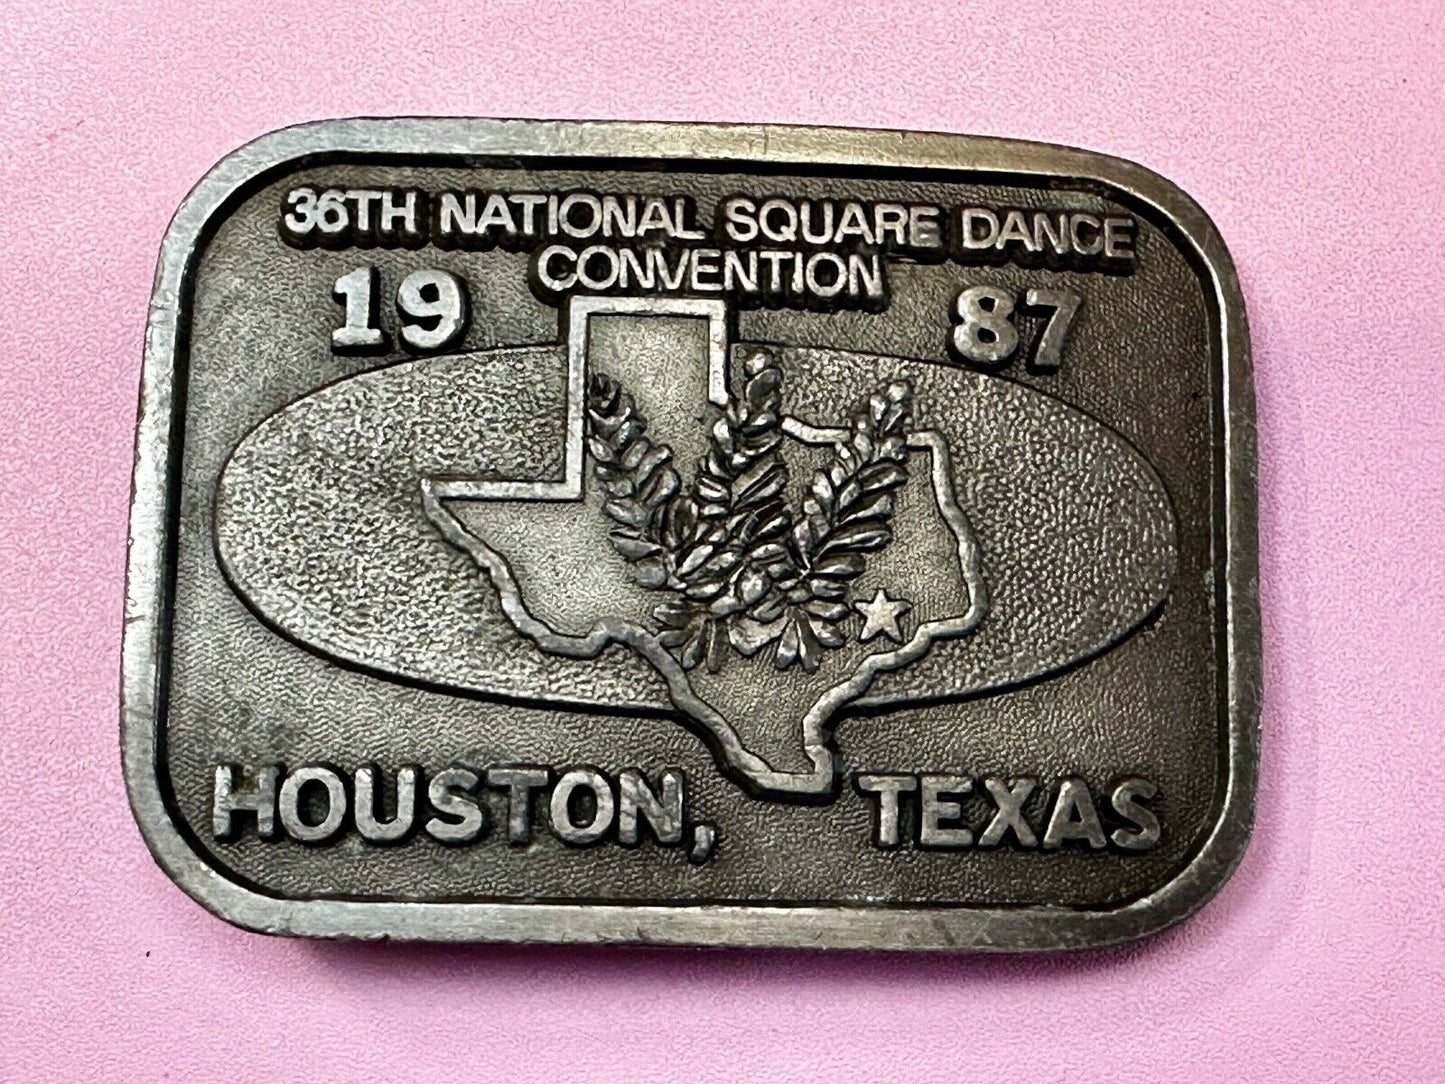 36TH NATIONAL SQUARE DANCE
CONVENTION
19 87
HOUSTON, TEXAS